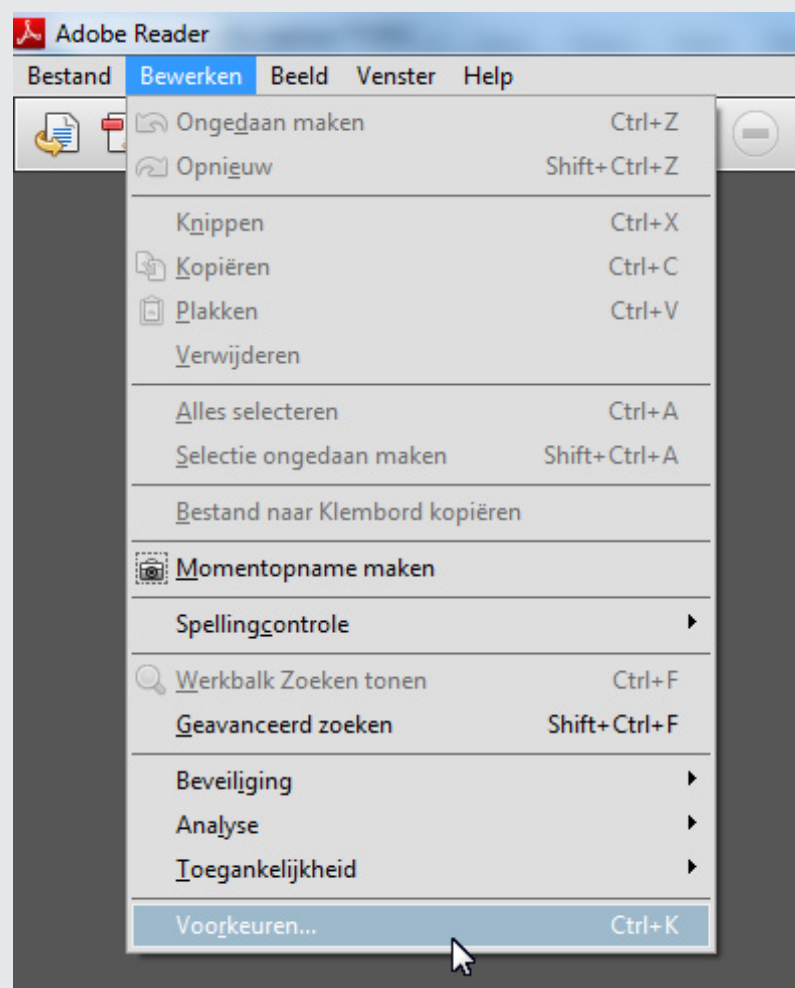 Adobe Reader
Bestand Bewerken Beeld Venster Help
Ongedaan maken Ctrl+Z
Opnieuw Shift+Ctrl+Z
Knippen Ctrl+X
Kopiëren Ctrl+C
Plakken Ctrl+V
Verwijderen
Alles selecteren Ctrl+A
Selectie ongedaan maken Shift+Ctrl+A
Bestand naar Klembord kopiëren
Momentopname maken
Spellingcontrole
Werkbalk Zoeken tonen Ctrl+F
Geavanceerd zoeken Shift+Ctrl+F
Beveiliging
Analyse
Toegankelijkheid
Voorkeuren... Ctrl+K